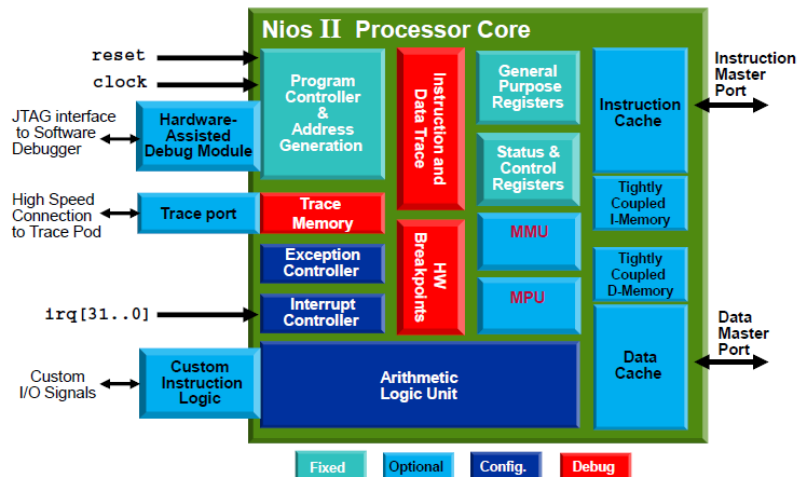 Nios II Processor Core
reset
clock
JTAG interface
to Software
Debugger
Hardware-
Assisted
Debug Module
High Speed
Connection
to Trace Pod
Trace port
irq[31..0]
Custom
I/O Signals
Custom
Instruction
Logic
Program
Controller
&
Address
Generation
Trace
Memory
Exception
Controller
Interrupt
Controller
Arithmetic
Logic Unit
Instruction and
Data Trace
HW
Breakpoints
General
Purpose
Registers
Status &
Control
Registers
MMU
MPU
Instruction
Cache
Tightly
Coupled
I-Memory
Tightly
Coupled
D-Memory
Data
Cache
Instruction
Master
Port
Data
Master
Port
Fixed
Optional
Config.
Debug